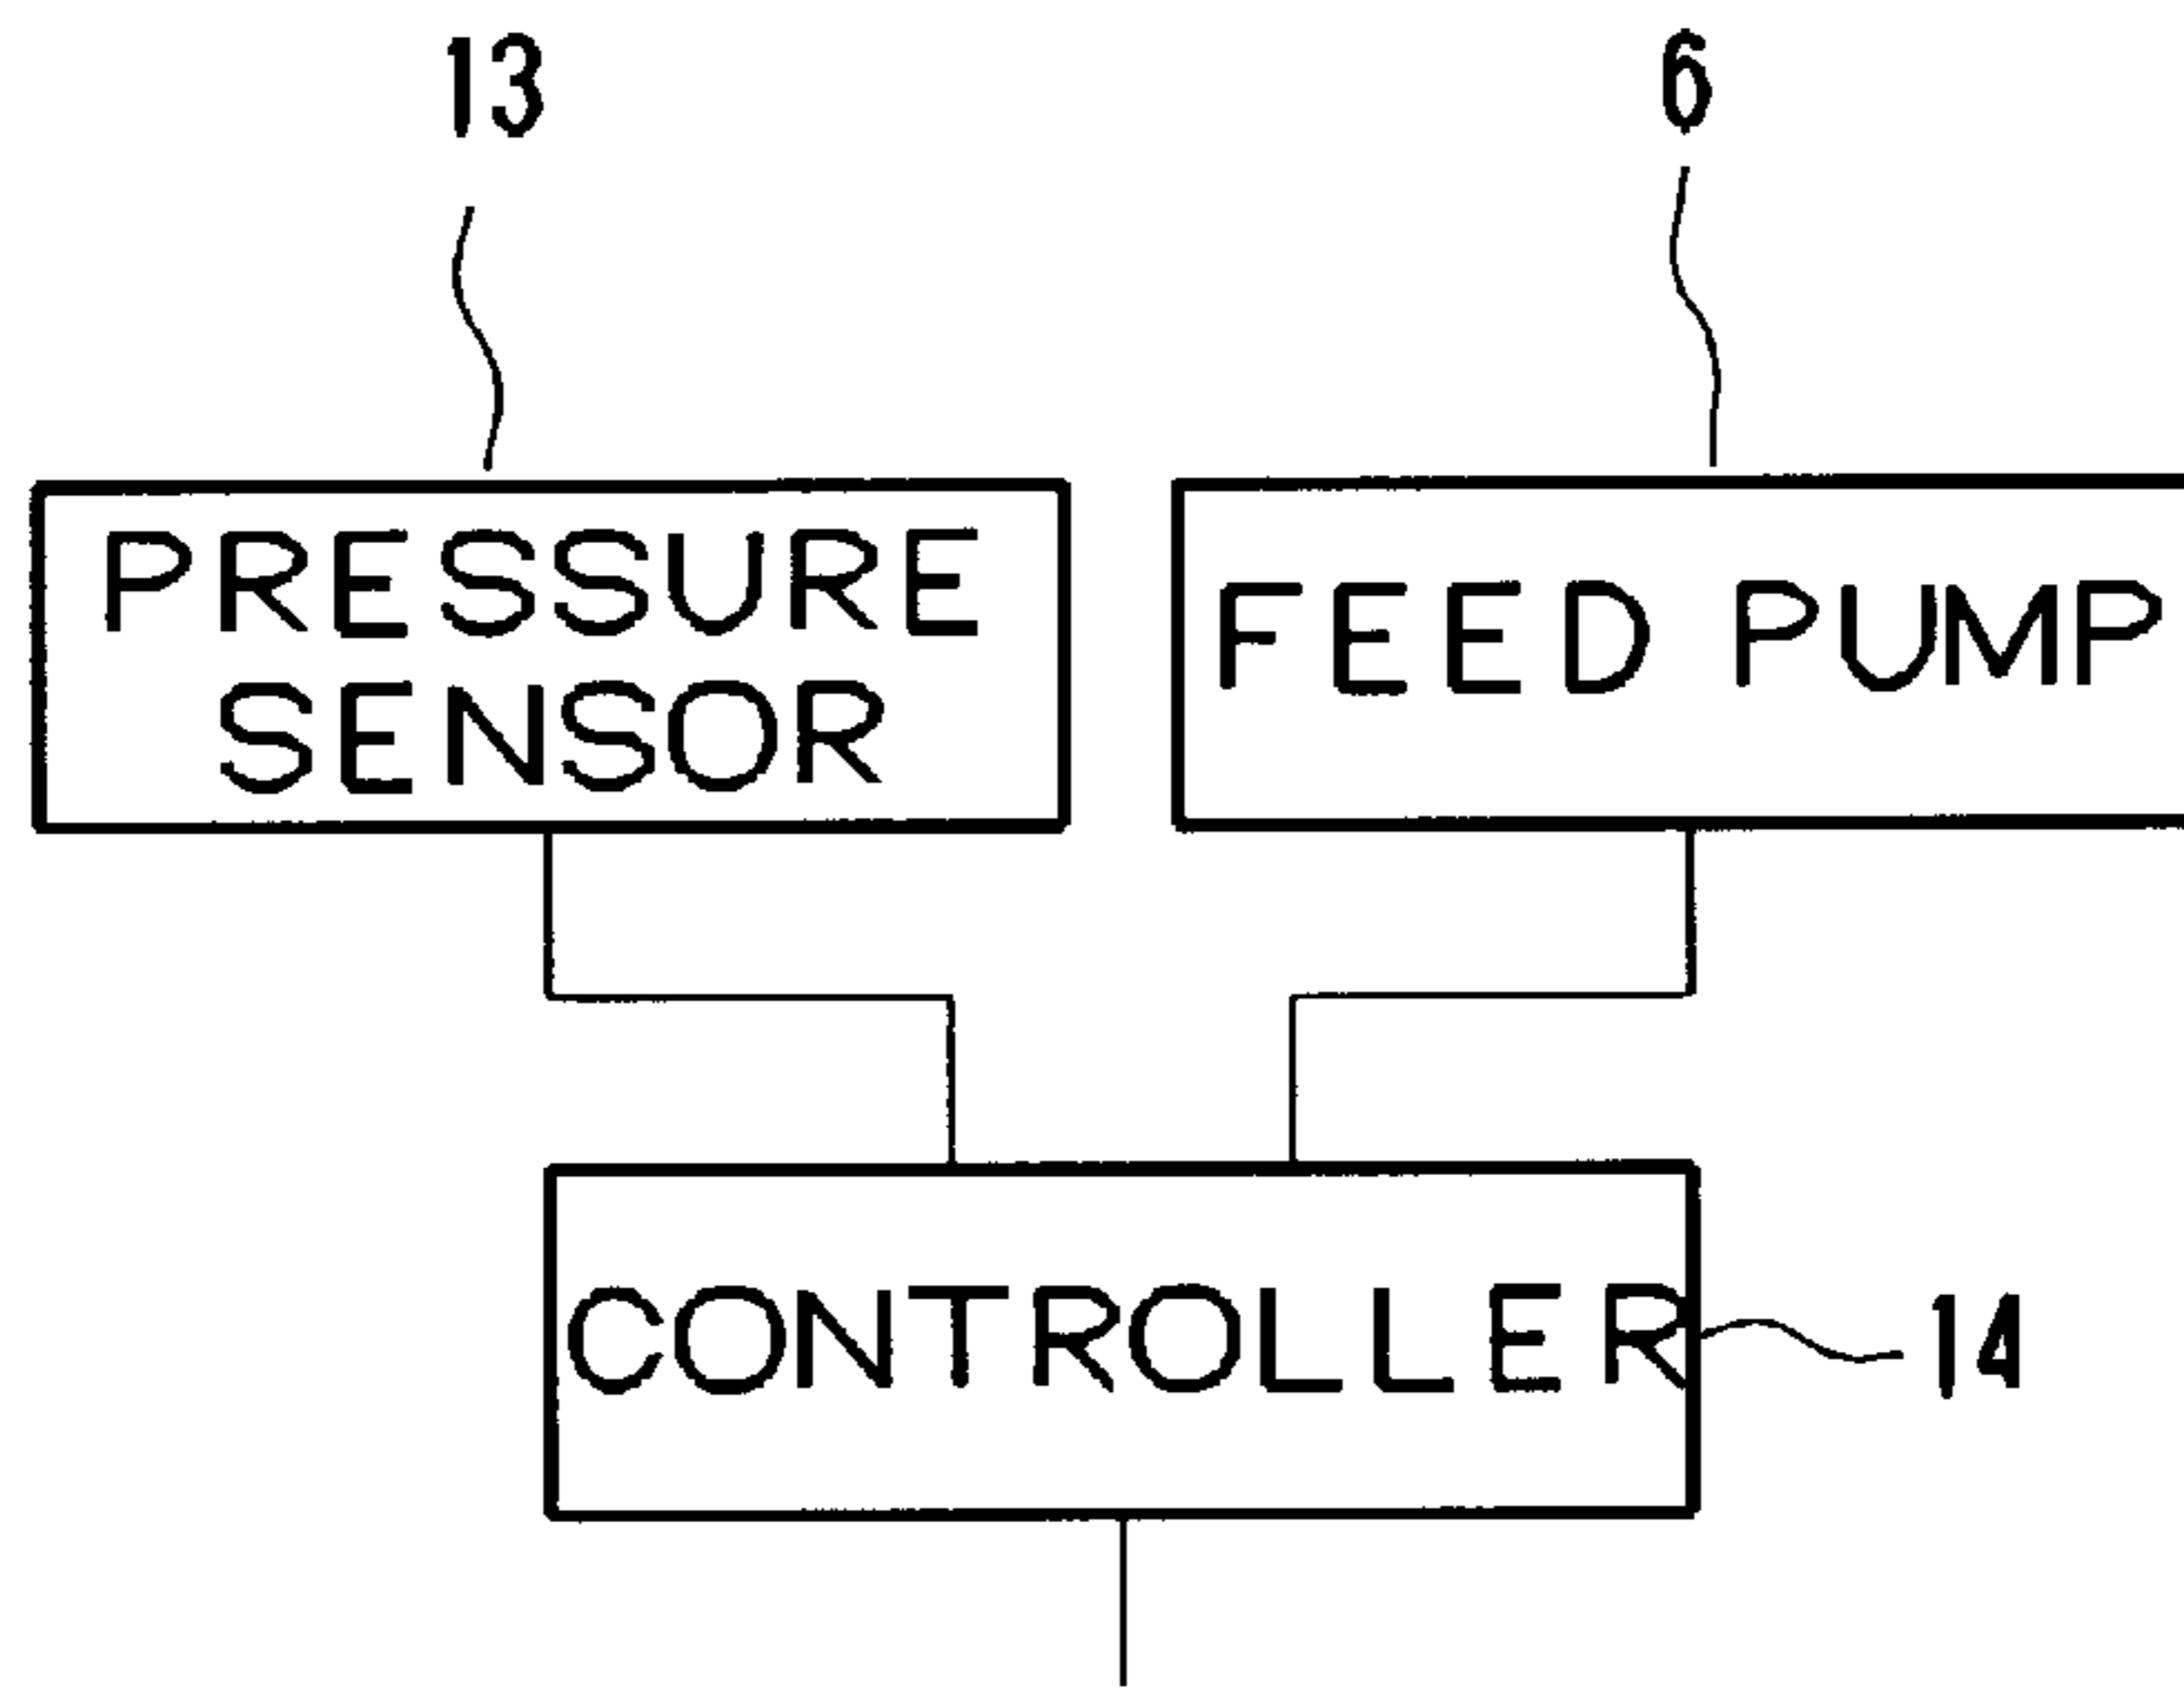 13
6
PRESSURE
SENSOR
FEED PUMP
CONTROLLER
14